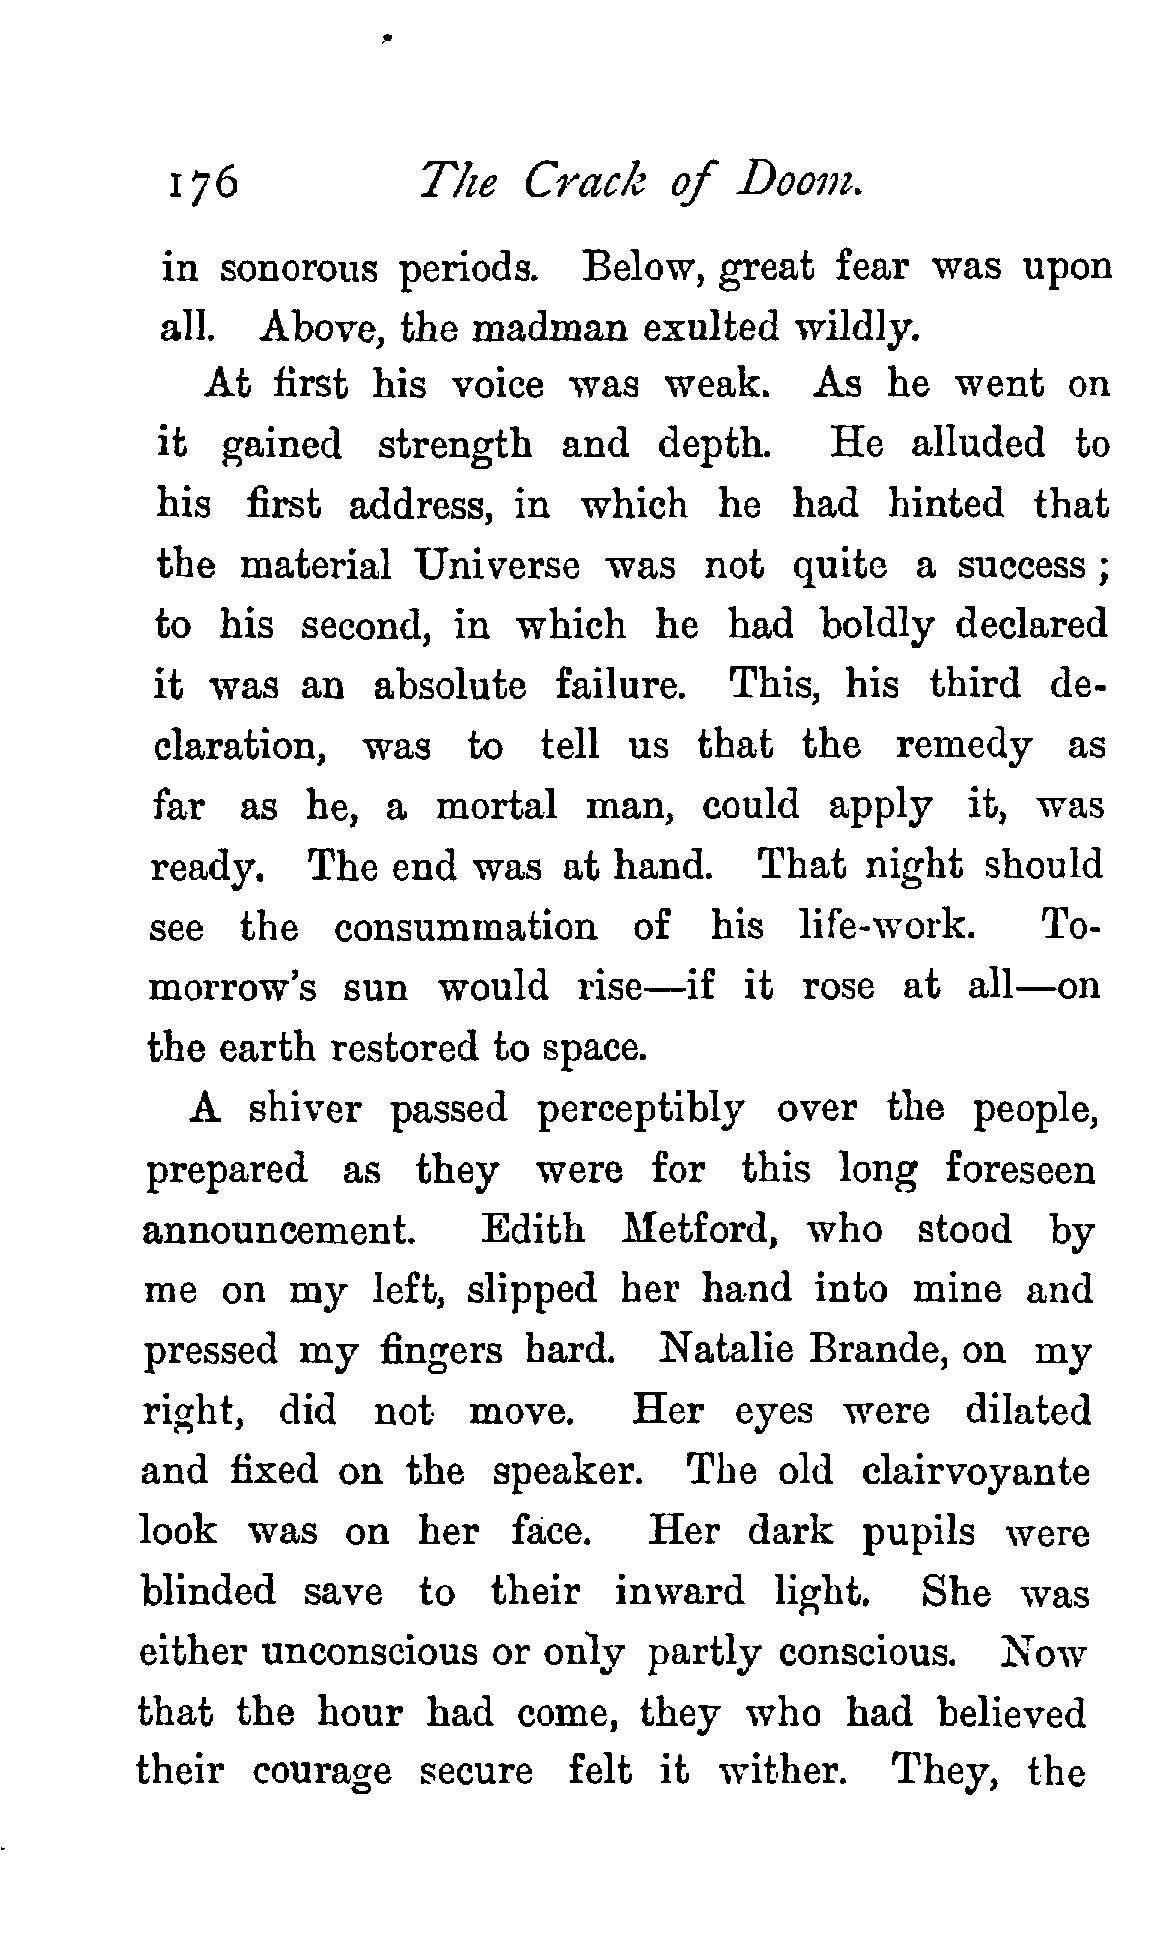 176 The Crack of Doom.
in sonorous periods. Below, great fear was upon
all. Above, the madman exulted wildly.
At first his voice was weak. As he went on
it gained strength and depth. He alluded to
his first address, in which he had hinted that
the material Universe was not quite a success ;
to his second, in which he had boldly declared
it was an absolute failure. This, his third de-
claration, was to tell us that the remedy as
far as he, a mortal man, could apply it, was
ready. The end was at hand. That night should
see the consummation of his life-work. To-
morrow's sun would rise—if it rose at all—on
the earth restored to space.
A shiver passed perceptibly over the people,
prepared as they were for this long foreseen
announcement. Edith Metford, who stood by
me on my left, slipped her hand into mine and
pressed my fingers hard. Natalie Brande, on my
right, did not move. Her eyes were dilated
and fixed on the speaker. The old clairvoyante
look was on her face. Her dark pupils were
blinded save to their inward light. She was
either unconscious or only partly conscious. Now
that the hour had come, they who had believed
their courage secure felt it wither. They, the